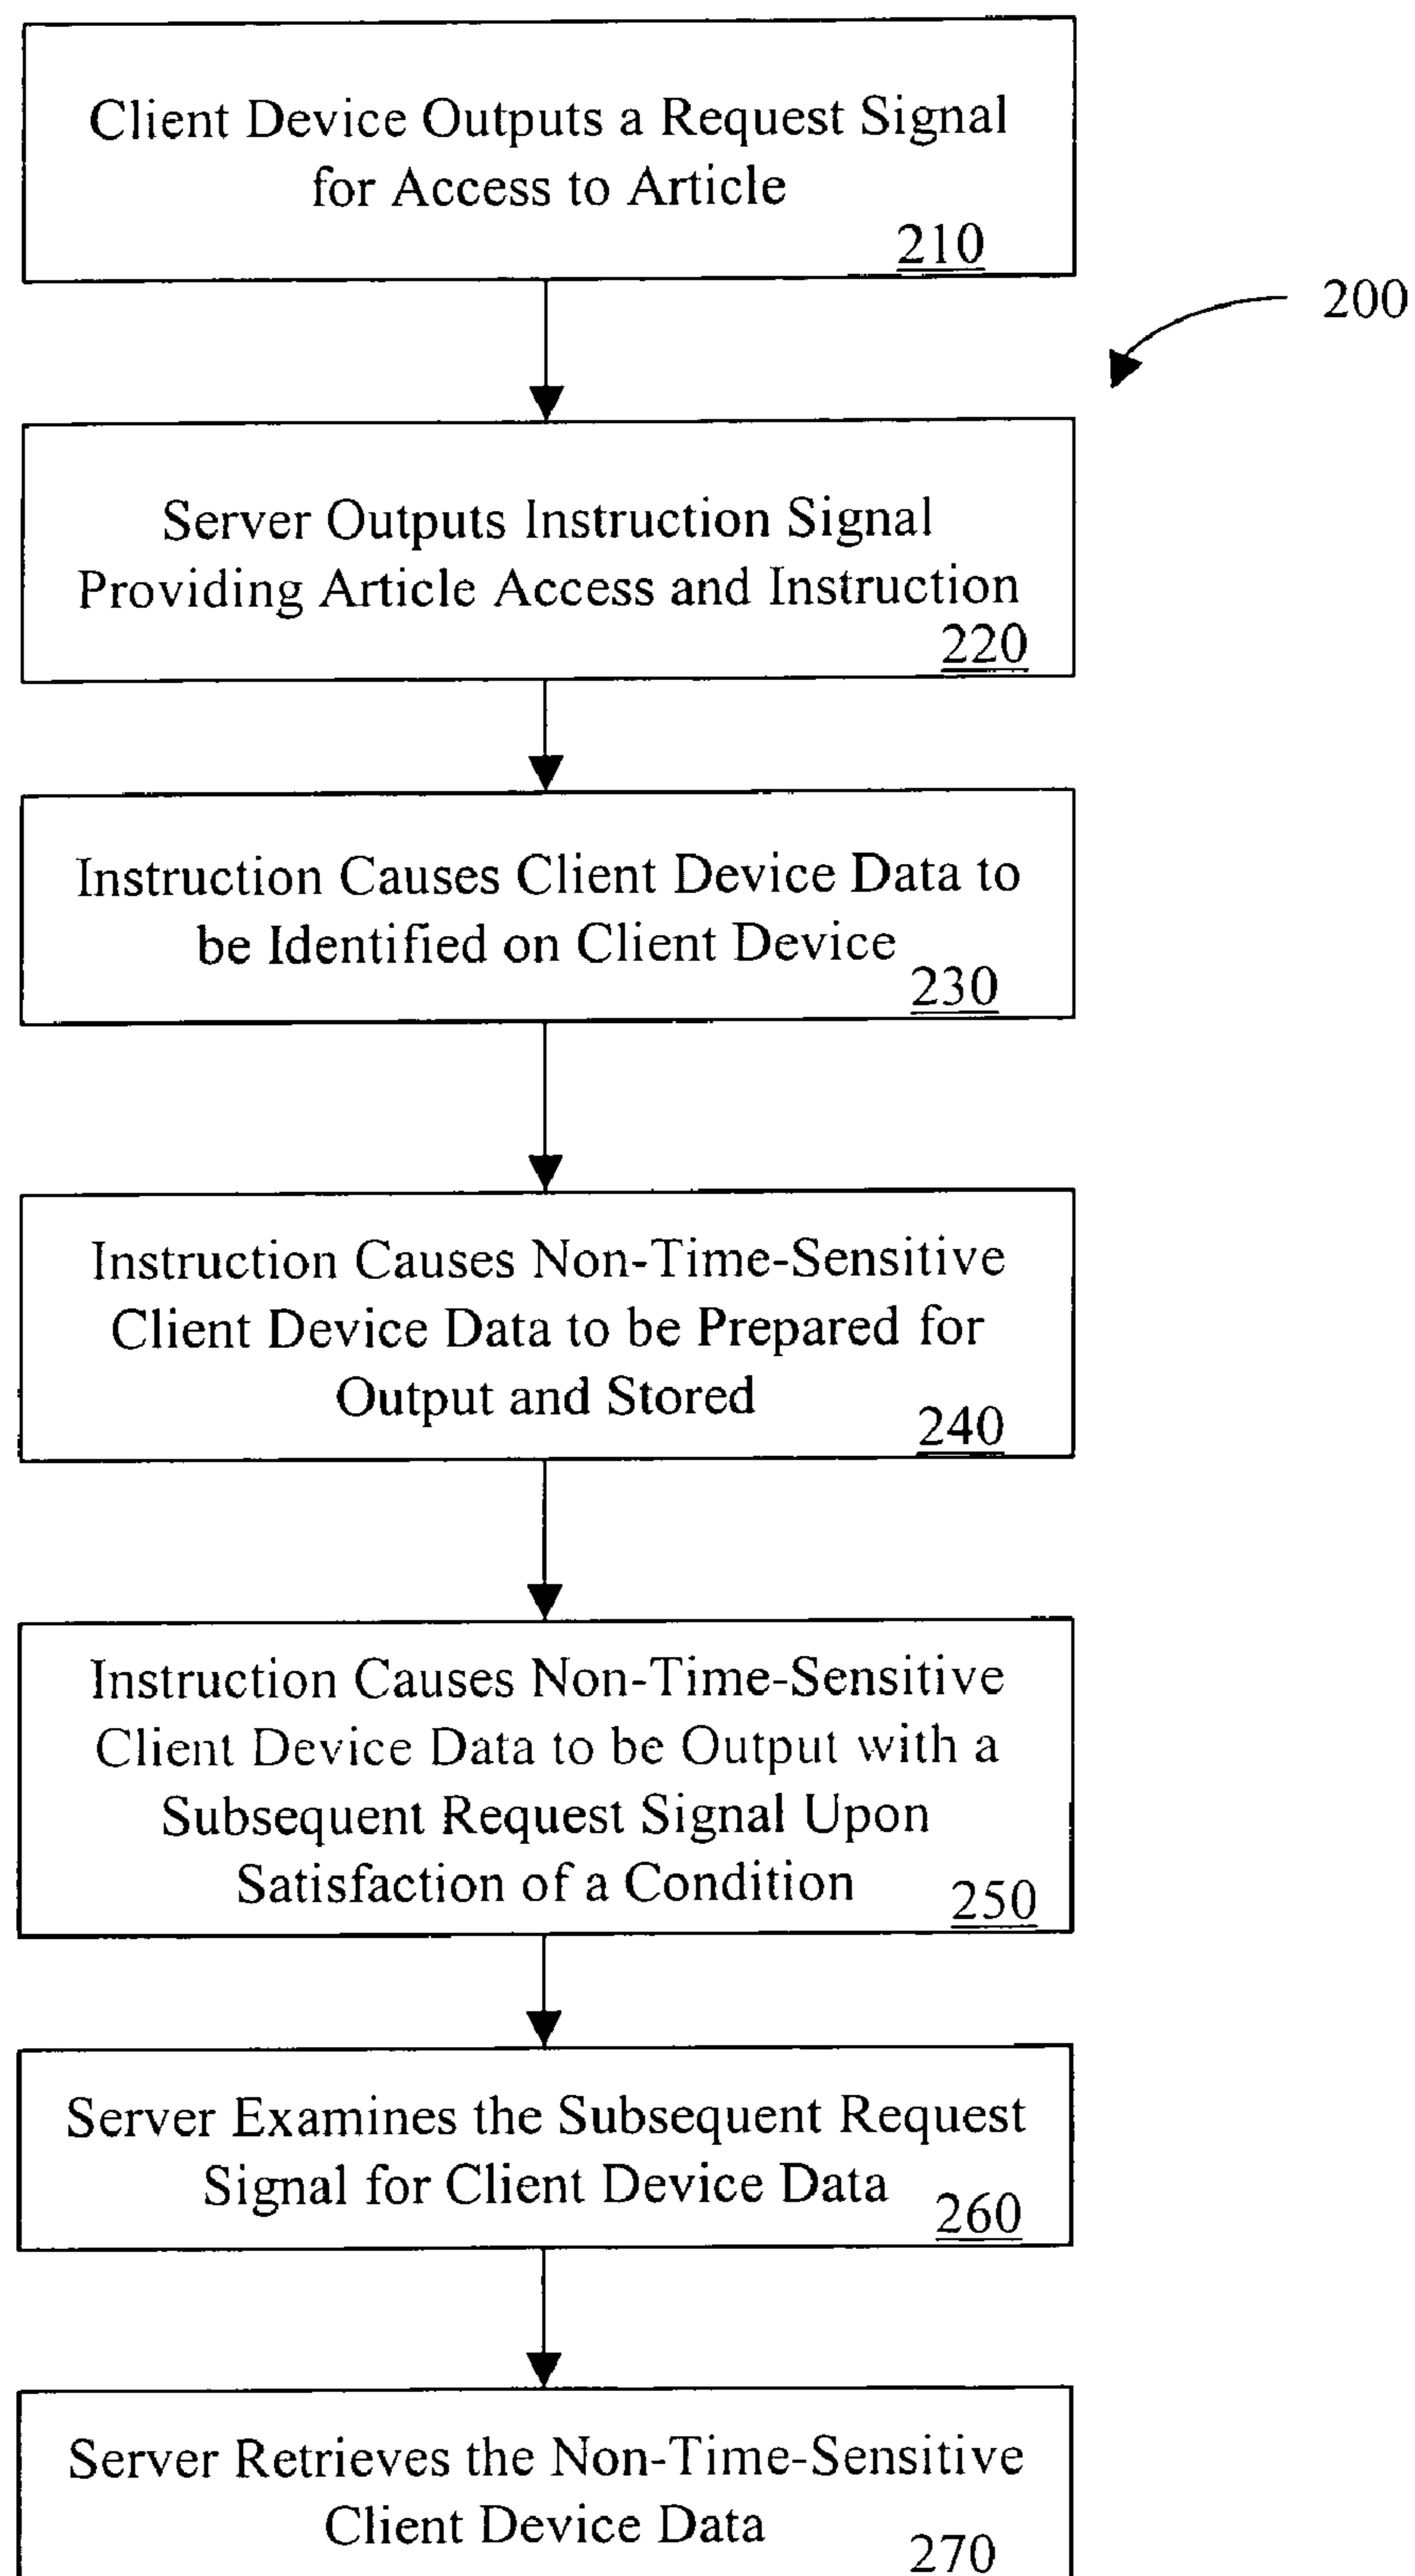 Client Device Outputs a Request Signal
for Access to Article
210
200
Server Outputs Instruction Signal
Providing Article Access and Instruction
220
Instruction Causes Client Device Data to
be Identified on Client Device
230
Instruction Causes Non-Time-Sensitive
Client Device Data to be Prepared for
Output and Stored
240
Instruction Causes Non-Time-Sensitive
Client Device Data to be Output with a
Subsequent Request Signal Upon
Satisfaction of a Condition
250
Server Examines the Subsequent Request
Signal for Client Device Data
260
Server Retrieves the Non-Time-Sensitive
Client Device Data
270